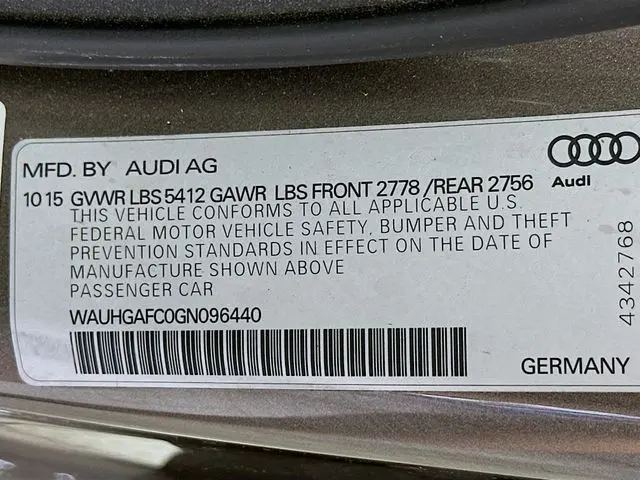 MFD. BY AUDI AG
10 15 GVWR LBS 5412 GAWR LBS FRONT 2778 /REAR 2756
THIS VEHICLE CONFORMS TO ALL APPLICABLE U.S.
FEDERAL MOTOR VEHICLE SAFETY, BUMPER AND THEFT
PREVENTION STANDARDS IN EFFECT ON THE DATE OF
MANUFACTURE SHOWN ABOVE
PASSENGER CAR
WAUHGAFC0GN096440
Audi
4342768
GERMANY